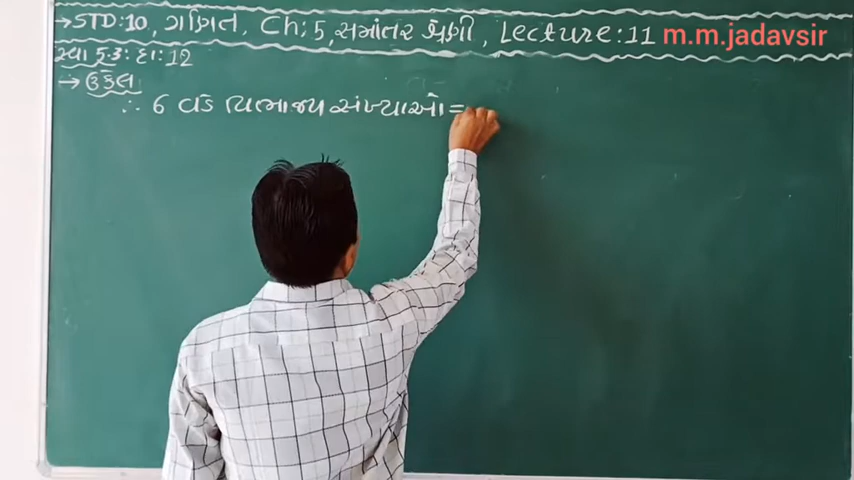 → STD:10, ગણિત, Ch:5, સમાંતર શ્રેણી, Lecture:11 m.m.jadavsir
સ્વા 5.3: દા: 12
→ ઉકેલ
∴ 6 વડે વિભાજ્ય સંખ્યાઓ =